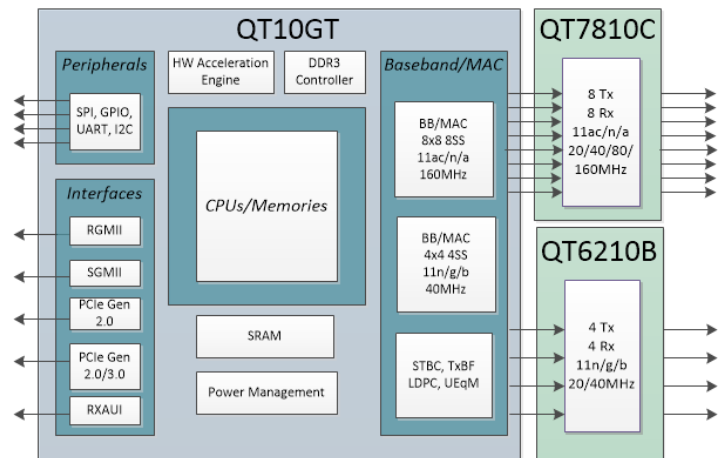 QT10GT
Peripherals
SPI, GPIO,
UART, I2C
Interfaces
RGMII
SGMII
PCIe Gen
2.0
PCIe Gen
2.0/3.0
RXAUI
HW Acceleration
Engine
DDR3
Controller
CPUs/Memories
SRAM
Power Management
Baseband/MAC
BB/MAC
8x8 8SS
11ac/n/a
160MHz
BB/MAC
4x4 4SS
11n/g/b
40MHz
STBC, TxBF
LDPC, UEqM
QT7810C
8 Tx
8 Rx
11ac/n/a
20/40/80/
160MHz
QT6210B
4 Tx
4 Rx
11n/g/b
20/40MHz